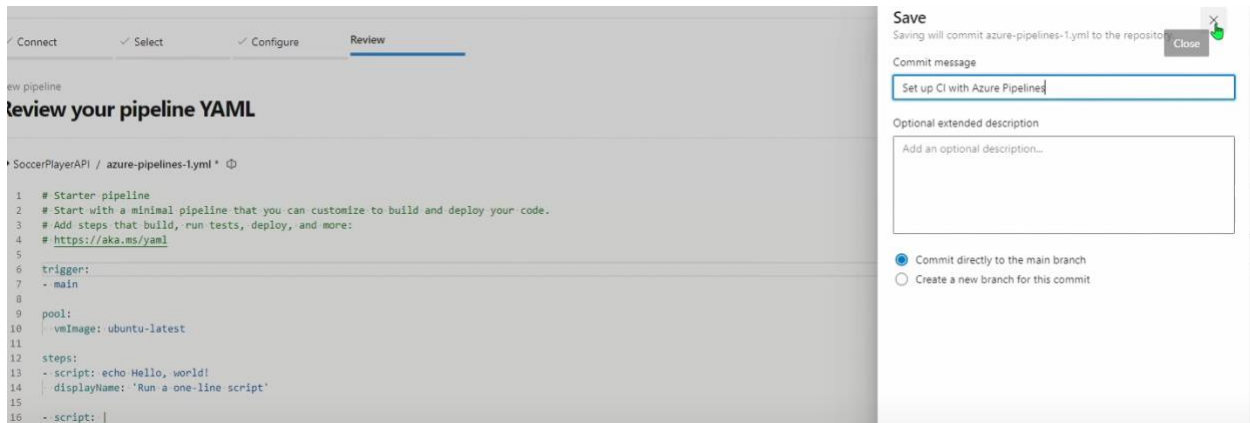 Connect
Select
Configure
Review
ew pipeline
Review your pipeline YAML
SoccerPlayerAPI / azure-pipelines-1.yml *
1 # Starter pipeline
2 # Start with a minimal pipeline that you can customize to build and deploy your code.
3 # Add steps that build, run tests, deploy, and more:
4 # https://aka.ms/yaml
5
6 trigger:
7 - main
8
9 pool:
10 vmImage: ubuntu-latest
11
12 steps:
13 - script: echo Hello, world!
14 displayName: 'Run a one-line script'
15
16 - script: |
Save
Saving will commit azure-pipelines-1.yml to the repository.
Close
Commit message
Set up CI with Azure Pipelines
Optional extended description
Add an optional description...
Commit directly to the main branch
Create a new branch for this commit